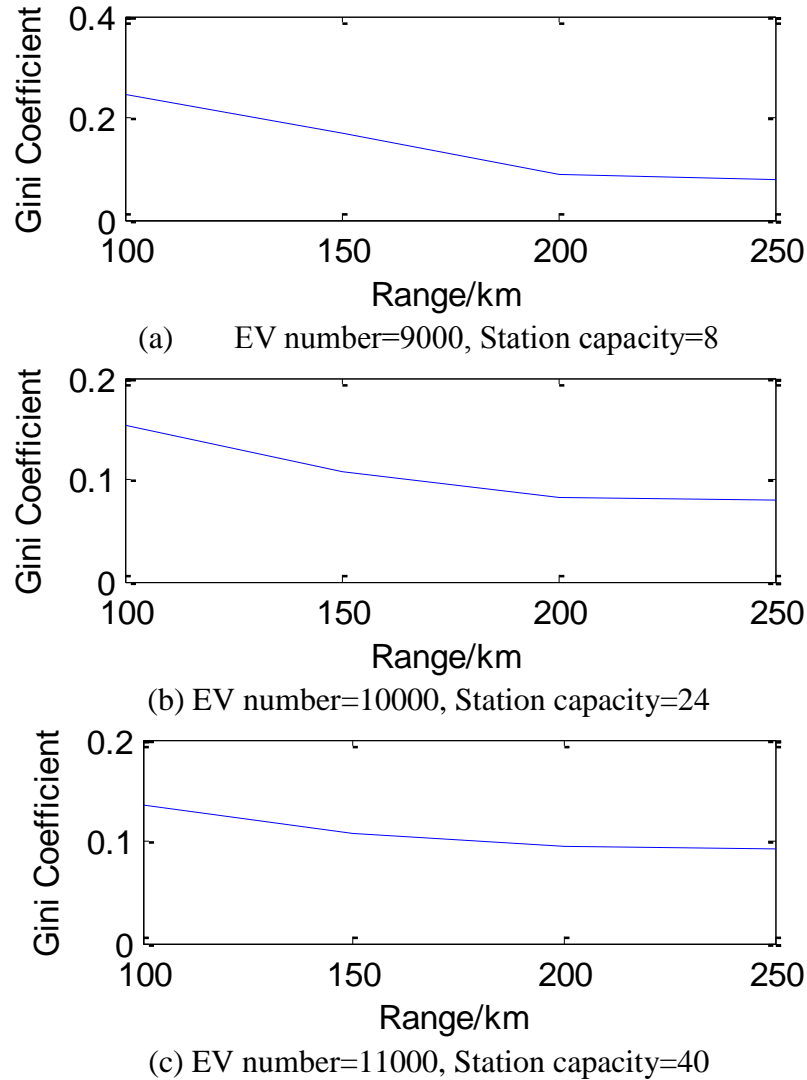 Gini Coefficient
0.4
0.2
0
100 150 200 250
Range/km
(a) EV number=9000, Station capacity=8
Gini Coefficient
0.2
0.1
0
100 150 200 250
Range/km
(b) EV number=10000, Station capacity=24
Gini Coefficient
0.2
0.1
0
100 150 200 250
Range/km
(c) EV number=11000, Station capacity=40